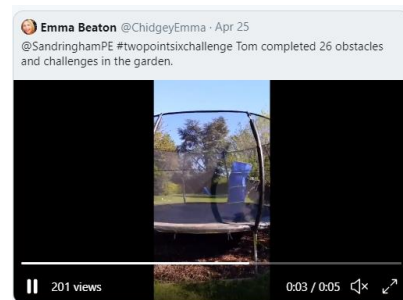 Emma Beaton @ChidgeyEmma · Apr 25
@SandringhamPE #twopointsixchallenge Tom completed 26 obstacles
and challenges in the garden.
201 views 0:03 / 0:05